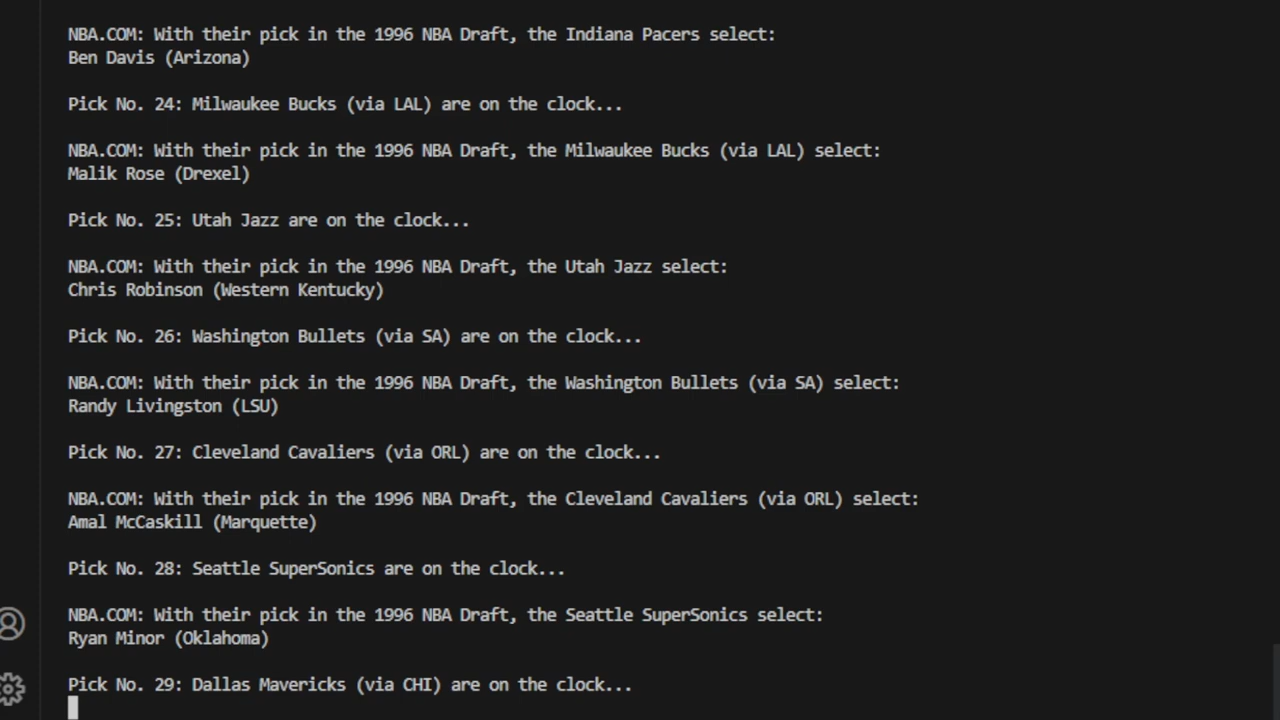 NBA.COM: With their pick in the 1996 NBA Draft, the Indiana Pacers select:
Ben Davis (Arizona)
Pick No. 24: Milwaukee Bucks (via LAL) are on the clock...
NBA.COM: With their pick in the 1996 NBA Draft, the Milwaukee Bucks (via LAL) select:
Malik Rose (Drexel)
Pick No. 25: Utah Jazz are on the clock...
NBA.COM: With their pick in the 1996 NBA Draft, the Utah Jazz select:
Chris Robinson (Western Kentucky)
Pick No. 26: Washington Bullets (via SA) are on the clock...
NBA.COM: With their pick in the 1996 NBA Draft, the Washington Bullets (via SA) select:
Randy Livingston (LSU)
Pick No. 27: Cleveland Cavaliers (via ORL) are on the clock...
NBA.COM: With their pick in the 1996 NBA Draft, the Cleveland Cavaliers (via ORL) select:
Amal McCaskill (Marquette)
Pick No. 28: Seattle SuperSonics are on the clock...
NBA.COM: With their pick in the 1996 NBA Draft, the Seattle SuperSonics select:
Ryan Minor (Oklahoma)
Pick No. 29: Dallas Mavericks (via CHI) are on the clock...